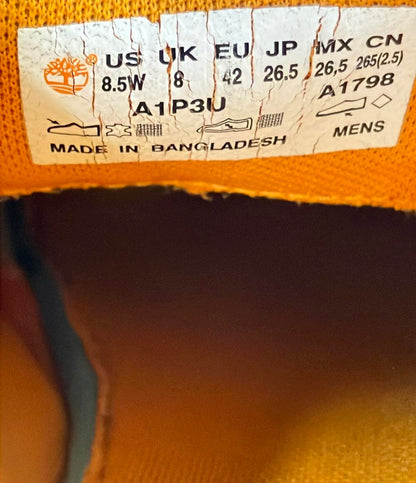 US UK EU JP MX CN
8.5W 8 42 26.5 26,5 265(2.5)
A1P3U A1798
MENS
MADE IN BANGLADESH